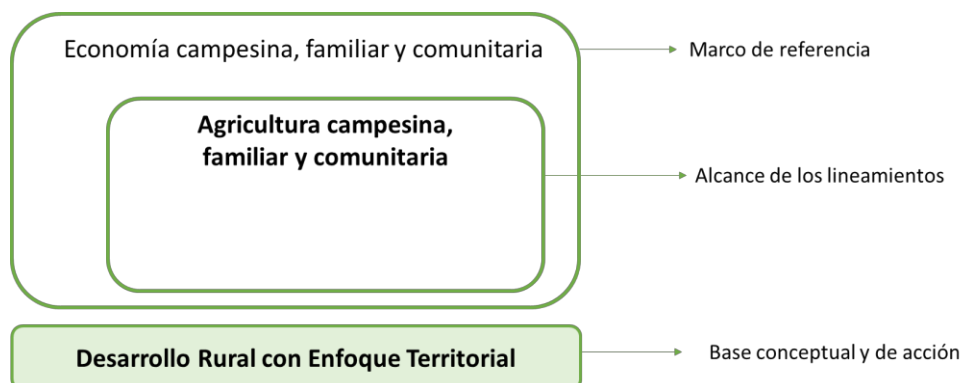 Economía campesina, familiar y comunitaria
Marco de referencia
Agricultura campesina,
familiar y comunitaria
Alcance de los lineamientos
Desarrollo Rural con Enfoque Territorial
Base conceptual y de acción